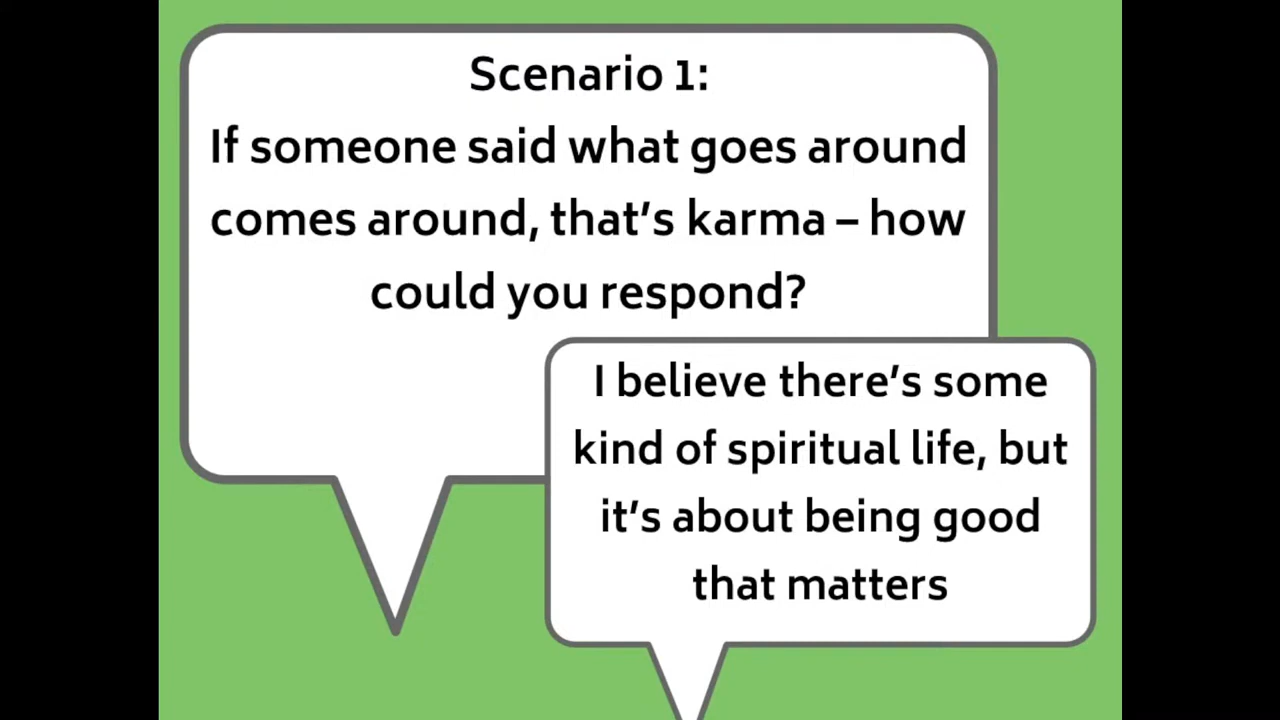 Scenario 1:
If someone said what goes around
comes around, that's karma – how
could you respond?
I believe there's some
kind of spiritual life, but
it's about being good
that matters